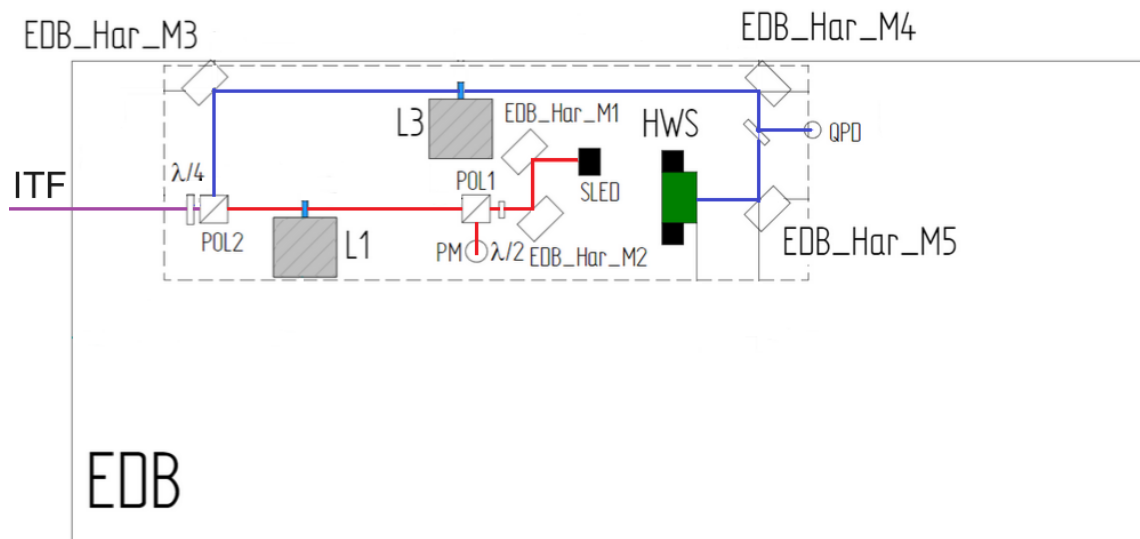 EDB_Har_M3
EDB_Har_M4
L3
EDB_Har_M1
HWS
QPD
SLED
λ/4
POL1
ITF
POL2
L1
PM
λ/2
EDB_Har_M2
EDB_Har_M5
EDB